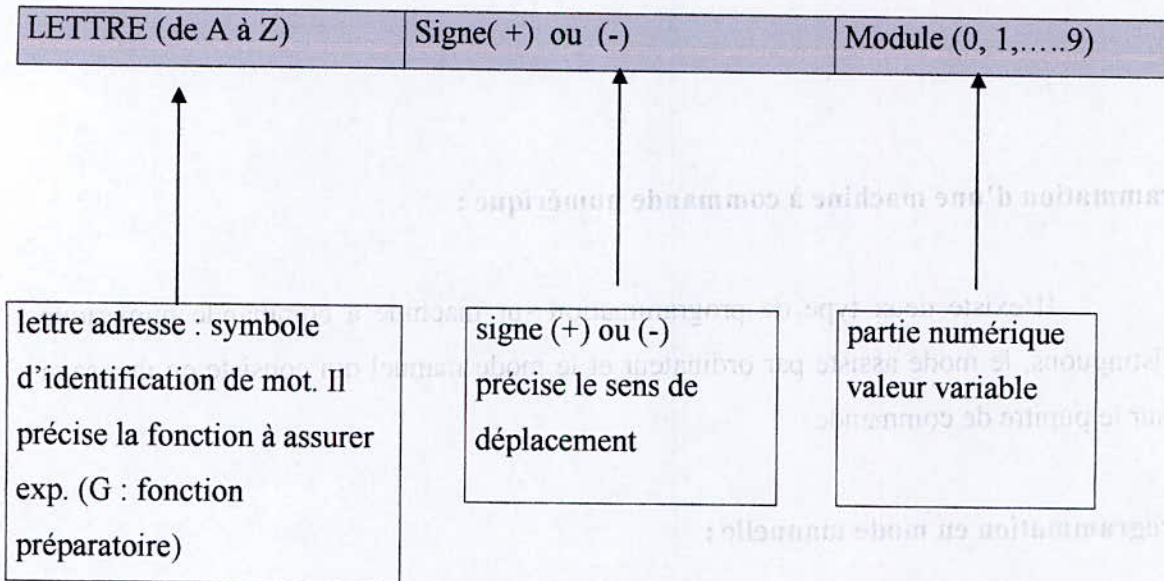 LETTRE (de A à Z) Signe( +) ou (-) Module (0, 1,…..9)
lettre adresse : symbole
d’identification de mot. Il
précise la fonction à assurer
exp. (G : fonction
préparatoire)
signe (+) ou (-)
précise le sens de
déplacement
partie numérique
valeur variable